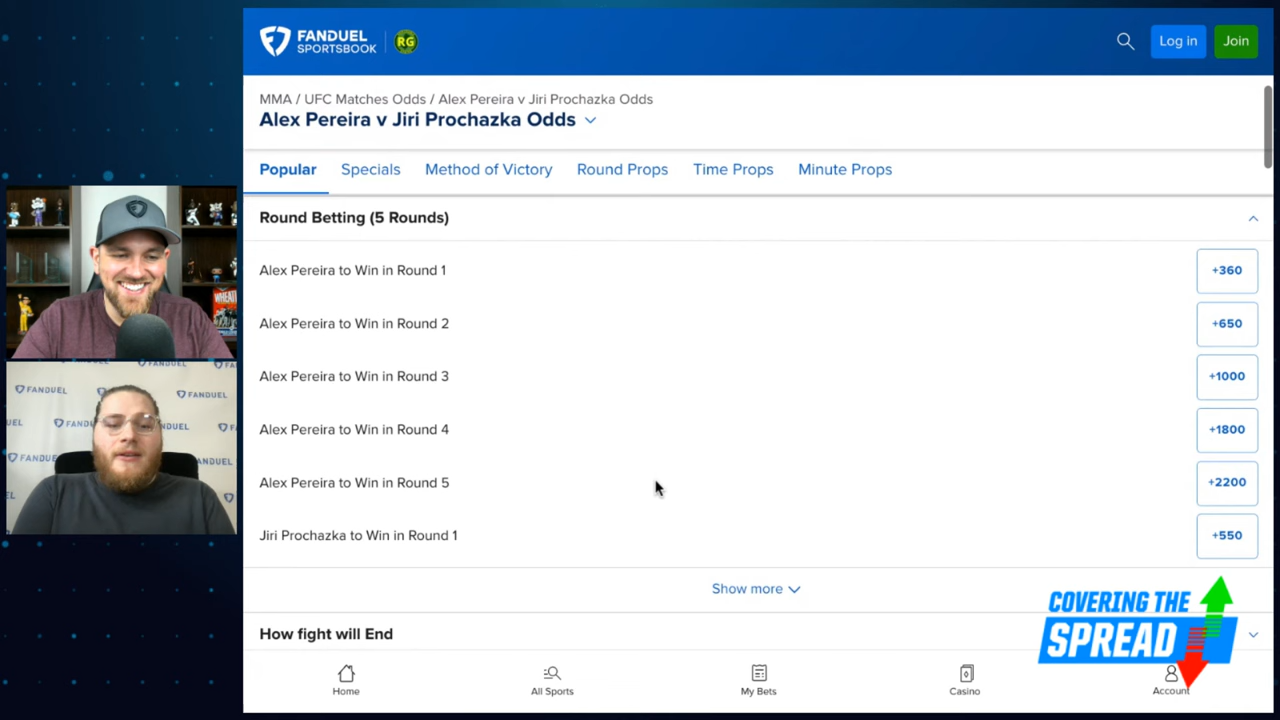 FANDUEL
SPORTSBOOK
RG
Log in
Join
MMA / UFC Matches Odds / Alex Pereira v Jiri Prochazka Odds
Alex Pereira v Jiri Prochazka Odds
Popular
Specials
Method of Victory
Round Props
Time Props
Minute Props
Round Betting (5 Rounds)
Alex Pereira to Win in Round 1
+360
Alex Pereira to Win in Round 2
+650
Alex Pereira to Win in Round 3
+1000
Alex Pereira to Win in Round 4
+1800
Alex Pereira to Win in Round 5
+2200
Jiri Prochazka to Win in Round 1
+550
Show more
How fight will End
COVERING THE
SPREAD
Home
All Sports
My Bets
Casino
Account
WHEATIES
FANDUEL
FANDUEL
FANDUEL